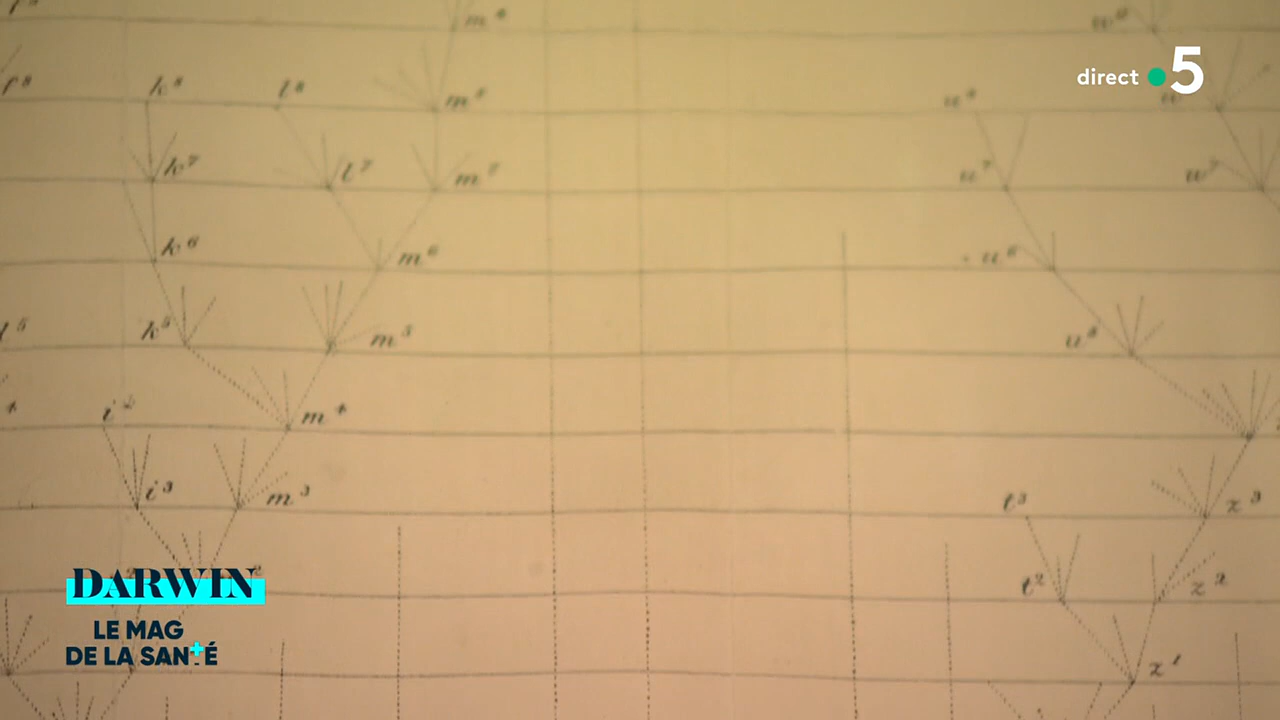 m⁸
direct 5
k⁸ l⁸ m⁸
k⁷ l⁷ m⁷ u⁷ w⁷
k⁶ m⁶ u⁶
k⁵ m⁵ u⁵
m⁴
i³ m³ t³ z³
t² z²
z¹
DARWIN
LE MAG
DE LA SANTÉ